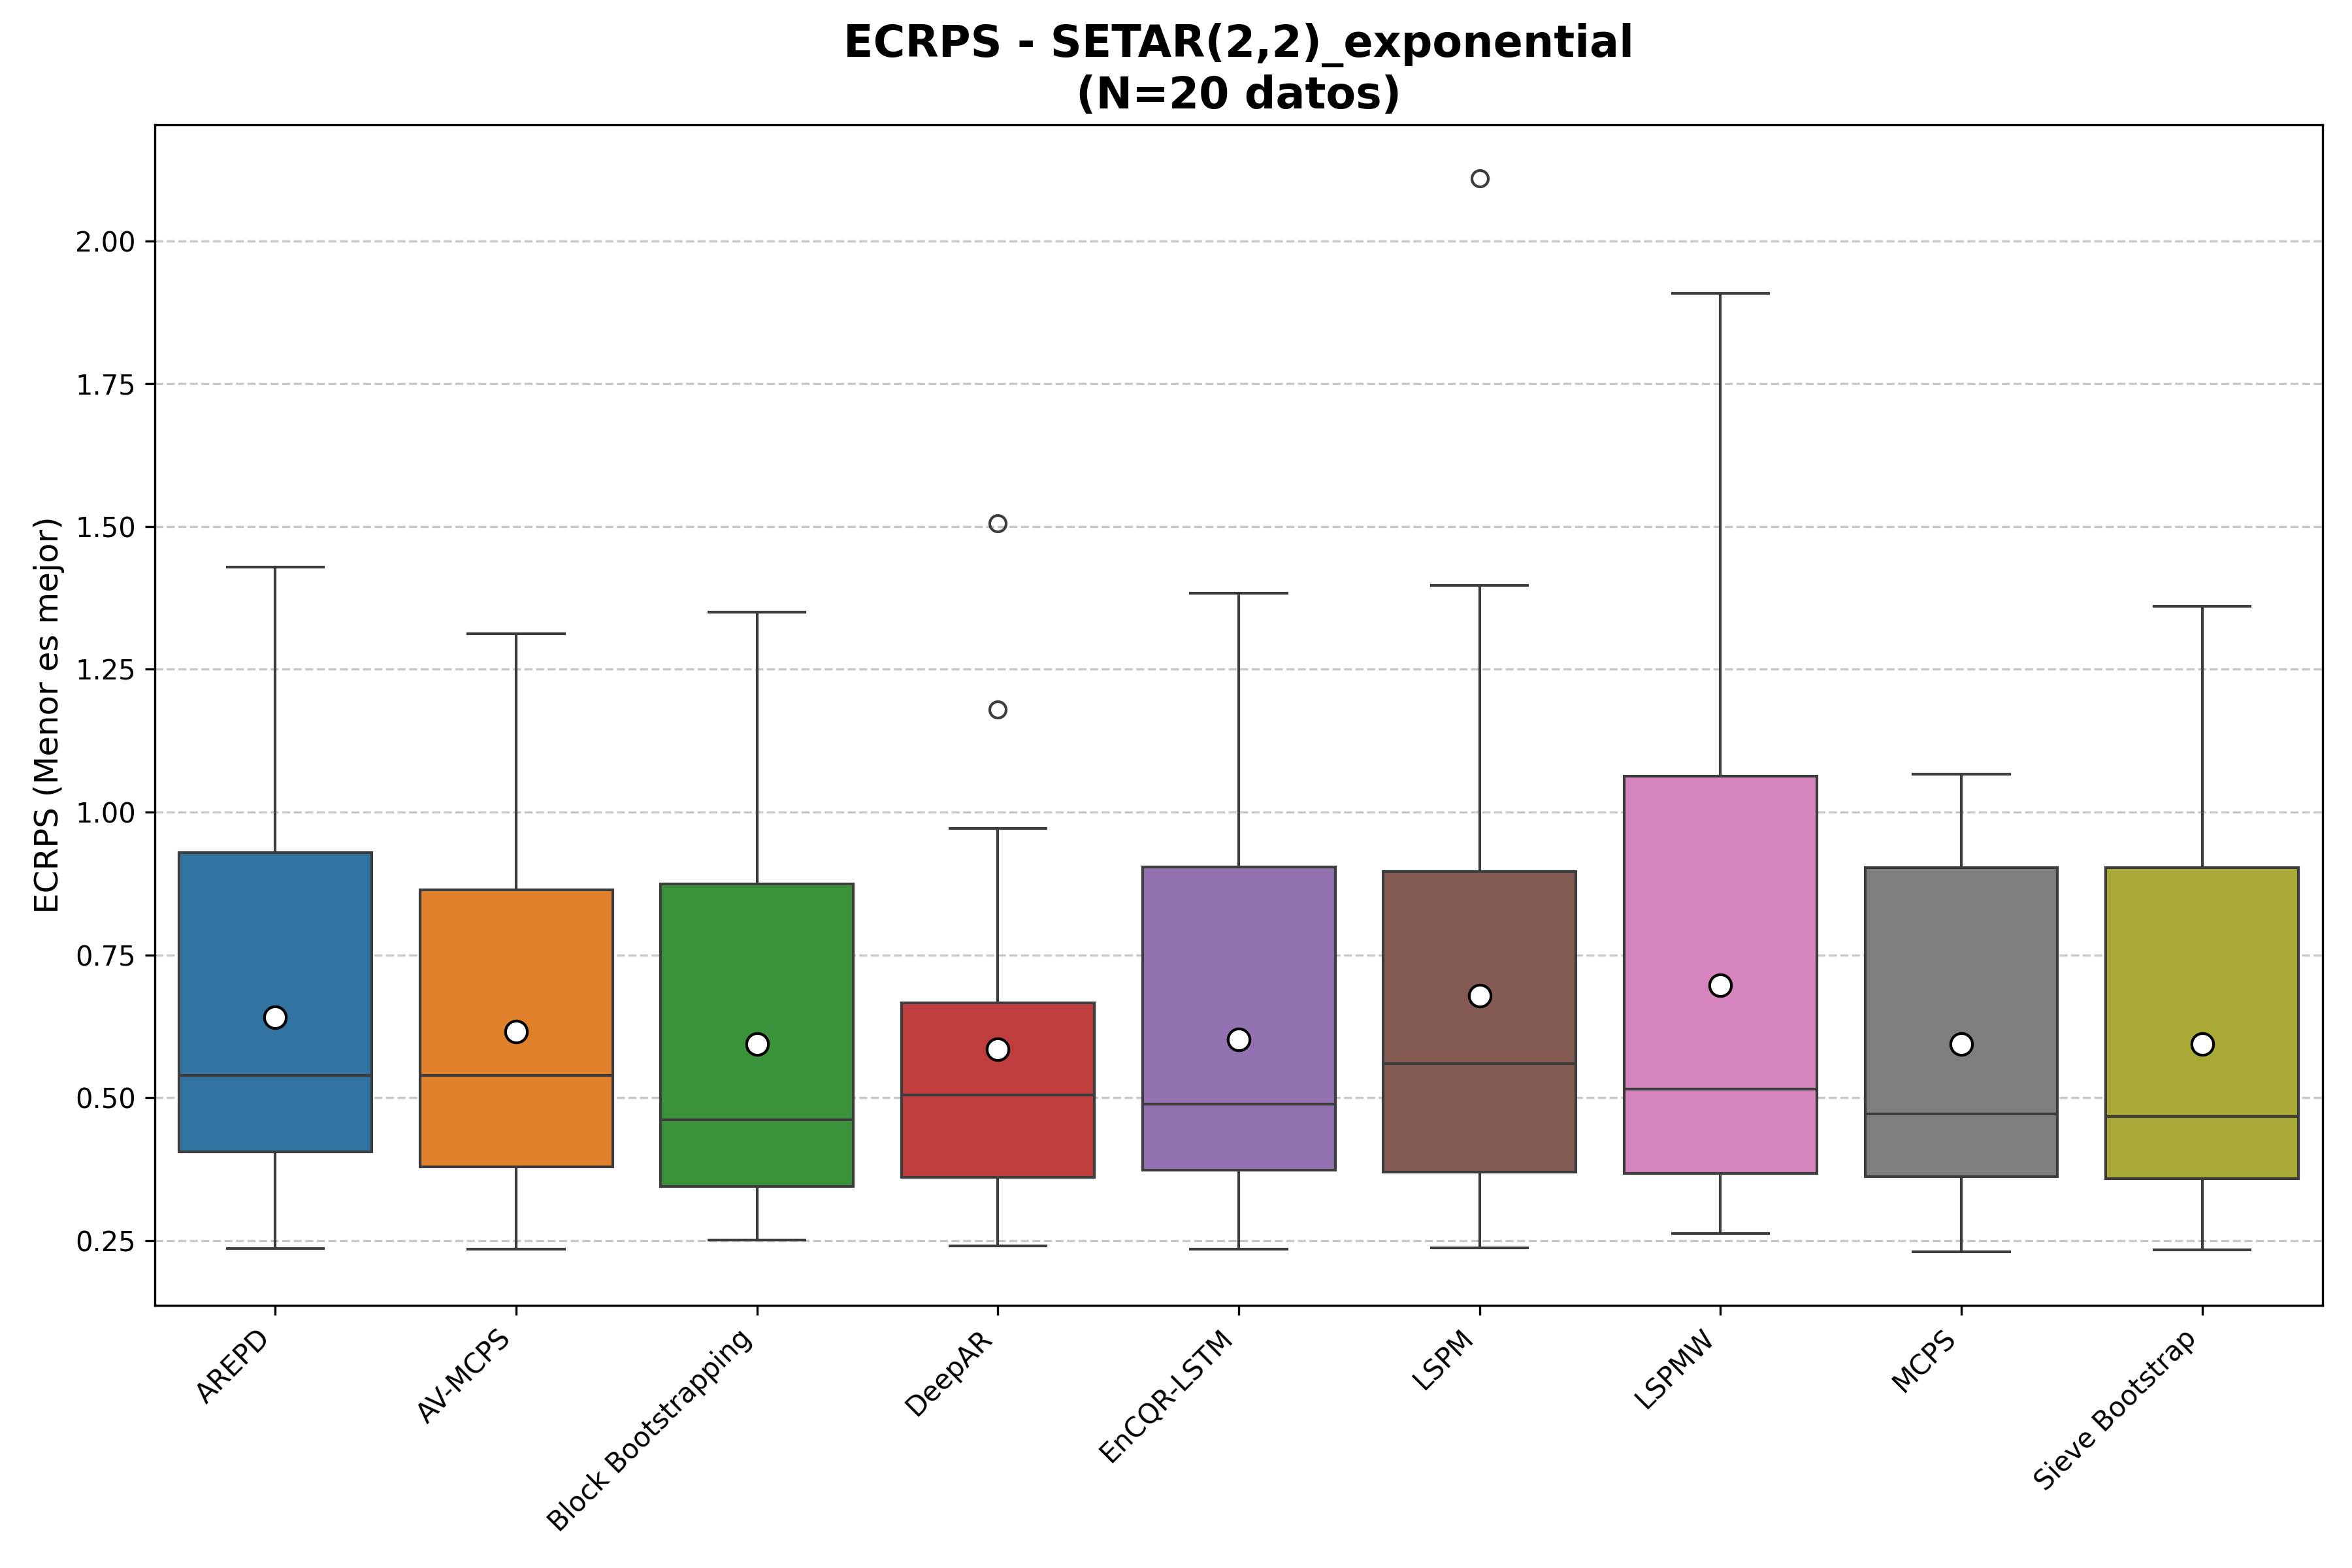 ECRPS - SETAR(2,2)_exponential
(N=20 datos)
ECRPS (Menor es mejor)
2.00
1.75
1.50
1.25
1.00
0.75
0.50
0.25
AREPD
AV-MCPS
Block Bootstrapping
DeepAR
EnCQR-LSTM
LSPM
LSPMW
MCPS
Sieve Bootstrap